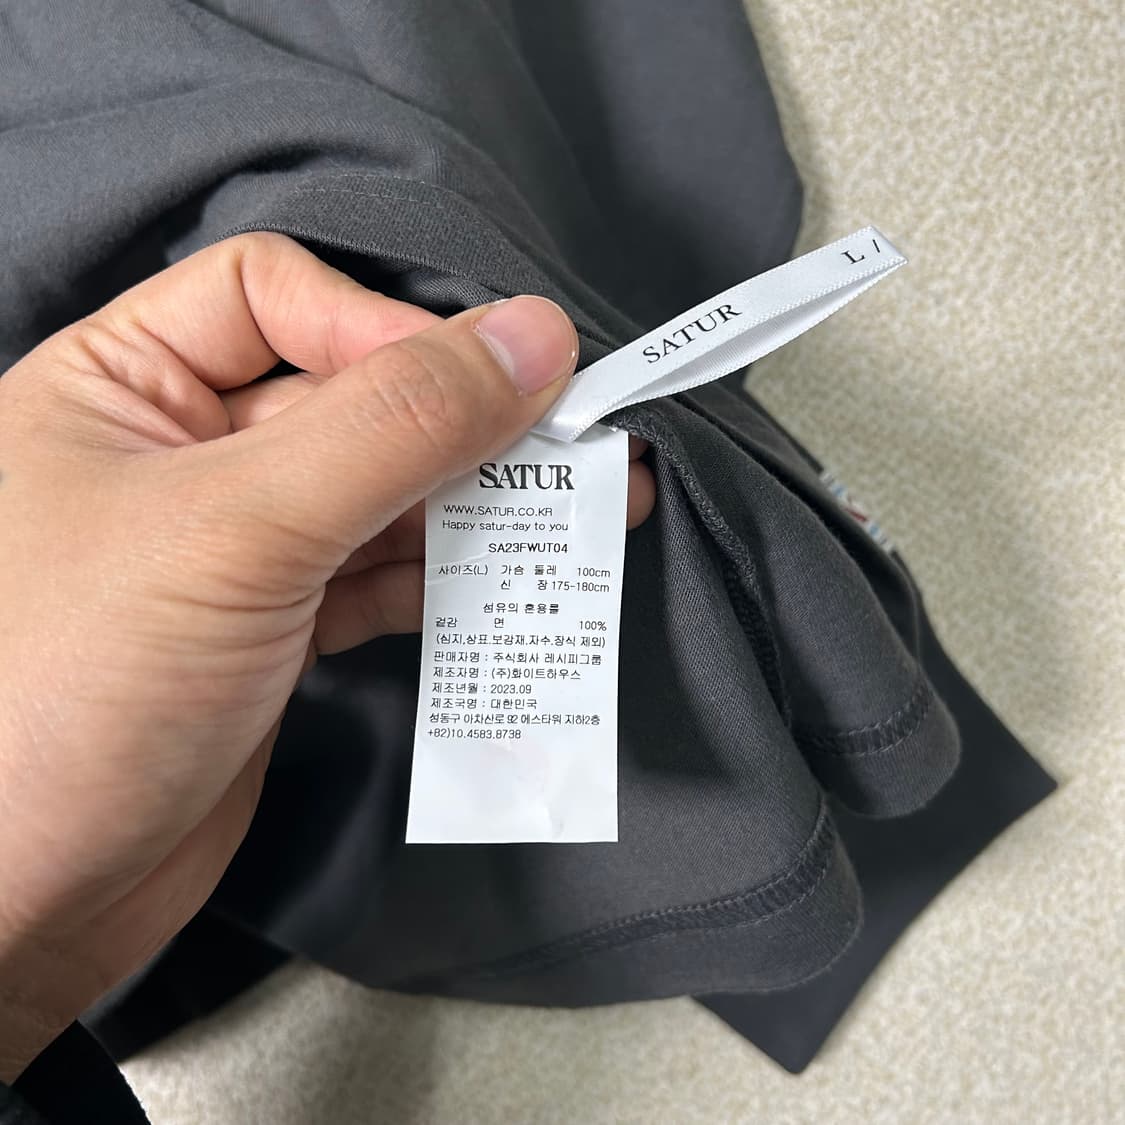 L /
SATUR
SATUR
WWW.SATUR.CO.KR
Happy satur-day to you
SA23FWUT04
사이즈(L) 가슴 둘레 100cm
신 장 175-180cm
섬유의 혼용률
겉감 면 100%
(심지,상표,보강재,자수,장식 제외)
판매자명 : 주식회사 레시피그룹
제조자명 : (주)화이트하우스
제조년월 : 2023.09
제조국명 : 대한민국
성동구 아차산로 92 에스타워 지하2층
+82)10.4583.8738